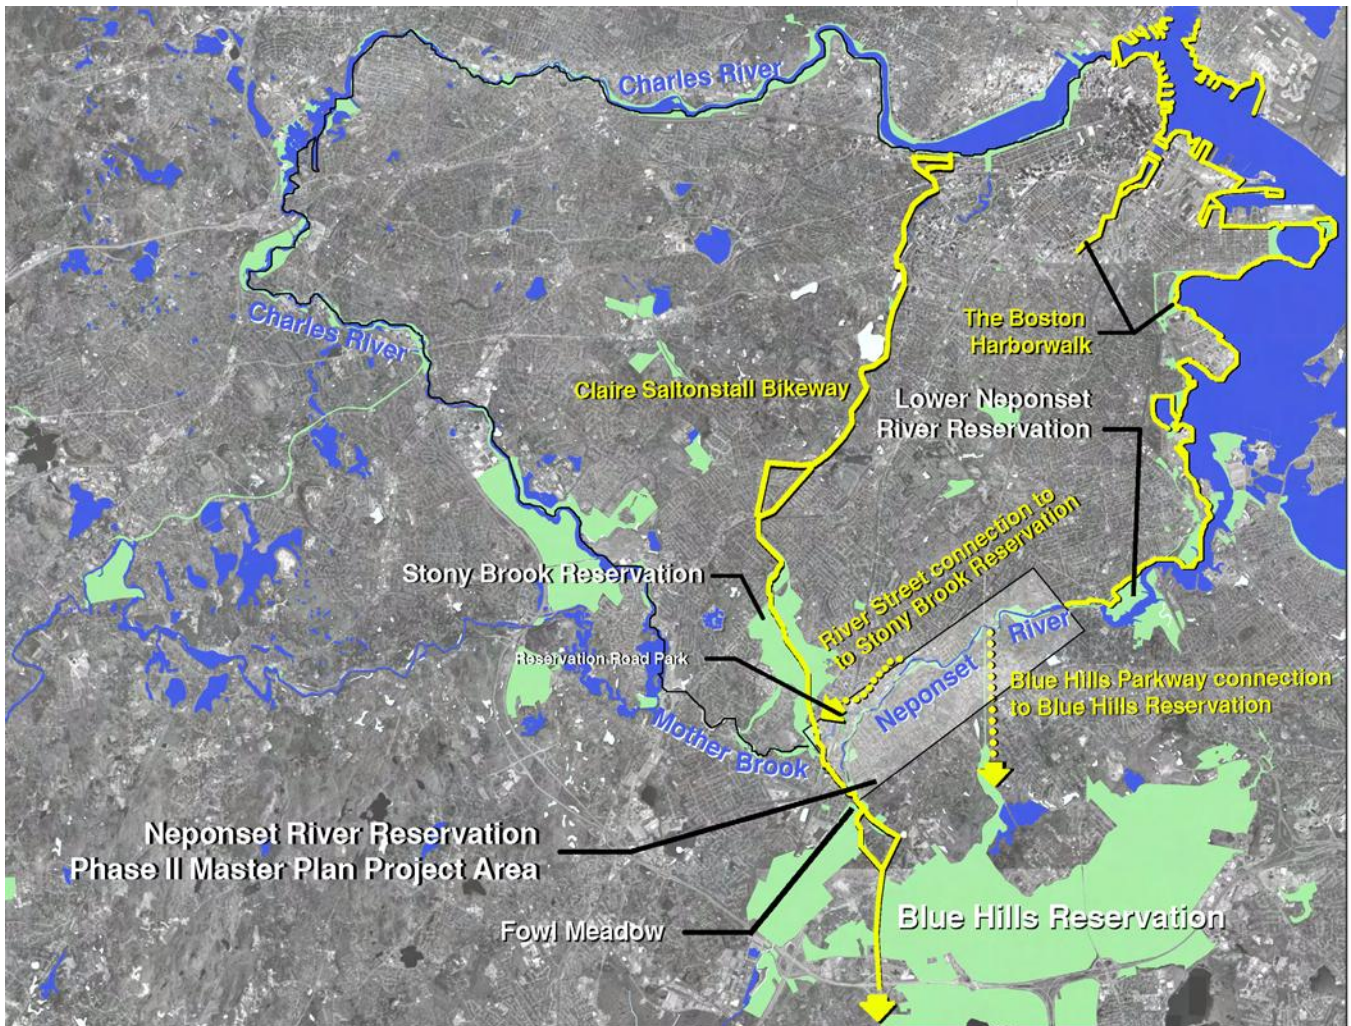 Charles River
Charles River
The Boston
Harborwalk
Claire Saltonstall Bikeway
Lower Neponset
River Reservation
River Street connection to
to Stony Brook Reservation
Stony Brook Reservation
Reservation Road Park
Neponset River
Blue Hills Parkway connection
to Blue Hills Reservation
Mother Brook
Neponset River Reservation
Phase II Master Plan Project Area
Fowl Meadow
Blue Hills Reservation